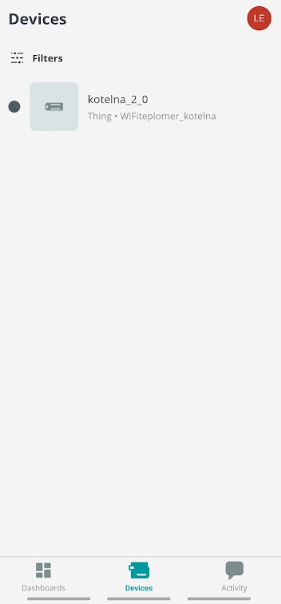 Devices
LE
Filters
kotelna_2_0
Thing • WiFiteplomer_kotelna
Dashboards
Devices
Activity